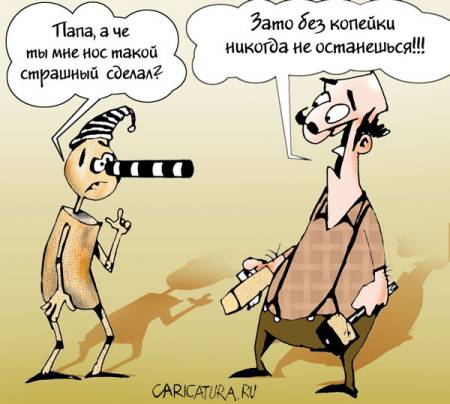 Папа, а че
ты мне нос такой
страшный сделал?
Зато без копейки
никогда не останешься!!!
CARICATURA.RU